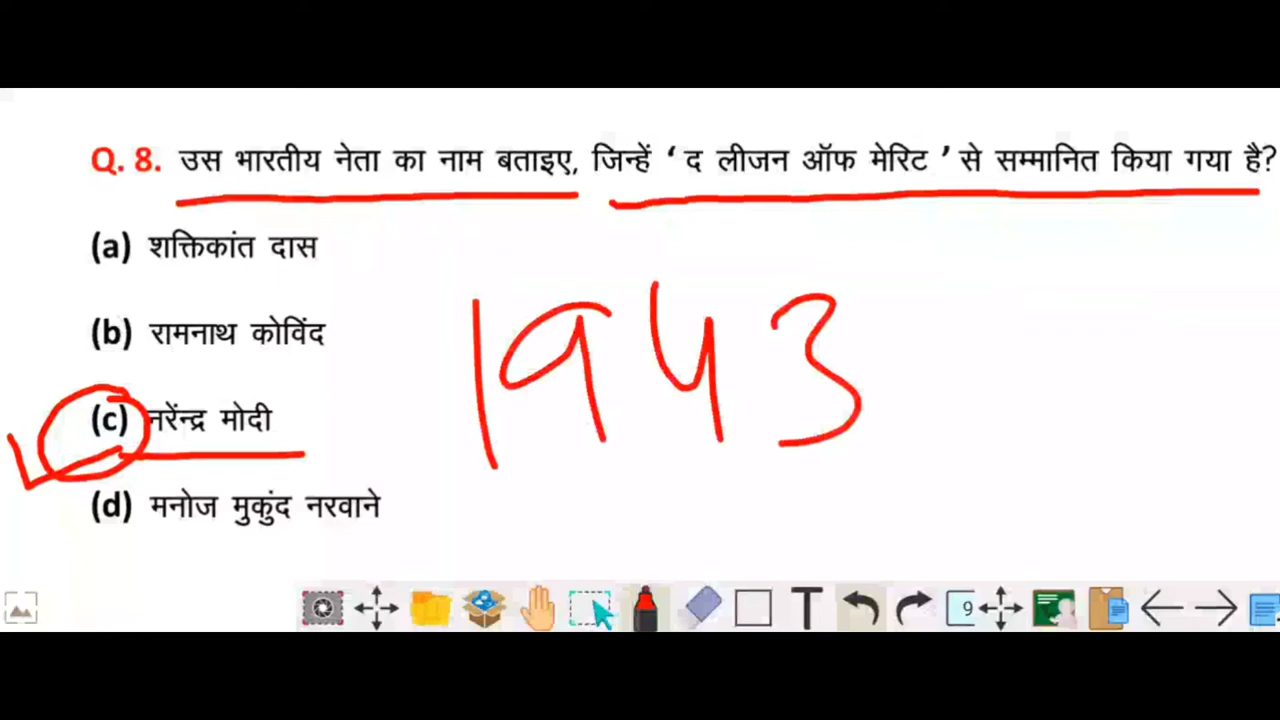 Q. 8. उस भारतीय नेता का नाम बताइए, जिन्हें ‘ द लीजन ऑफ मेरिट ’ से सम्मानित किया गया है?
(a) शक्तिकांत दास
(b) रामनाथ कोविंद
1943
(c) नरेंन्द्र मोदी
(d) मनोज मुकुंद नरवाने
T
9